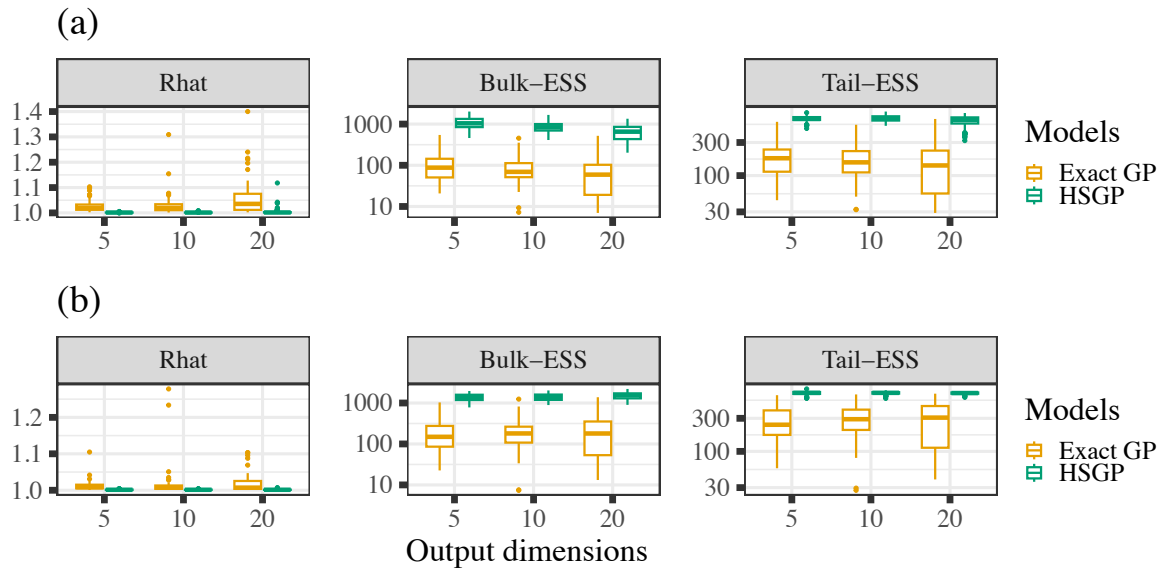 (a)
Rhat Bulk−ESS Tail−ESS
1.4
1.3
1.2
1.1
1.0
1000
100
10
300
100
30
5 10 20 5 10 20 5 10 20
Models
Exact GP
HSGP
(b)
Rhat Bulk−ESS Tail−ESS
1.2
1.1
1.0
1000
100
10
300
100
30
5 10 20 5 10 20 5 10 20
Models
Exact GP
HSGP
Output dimensions